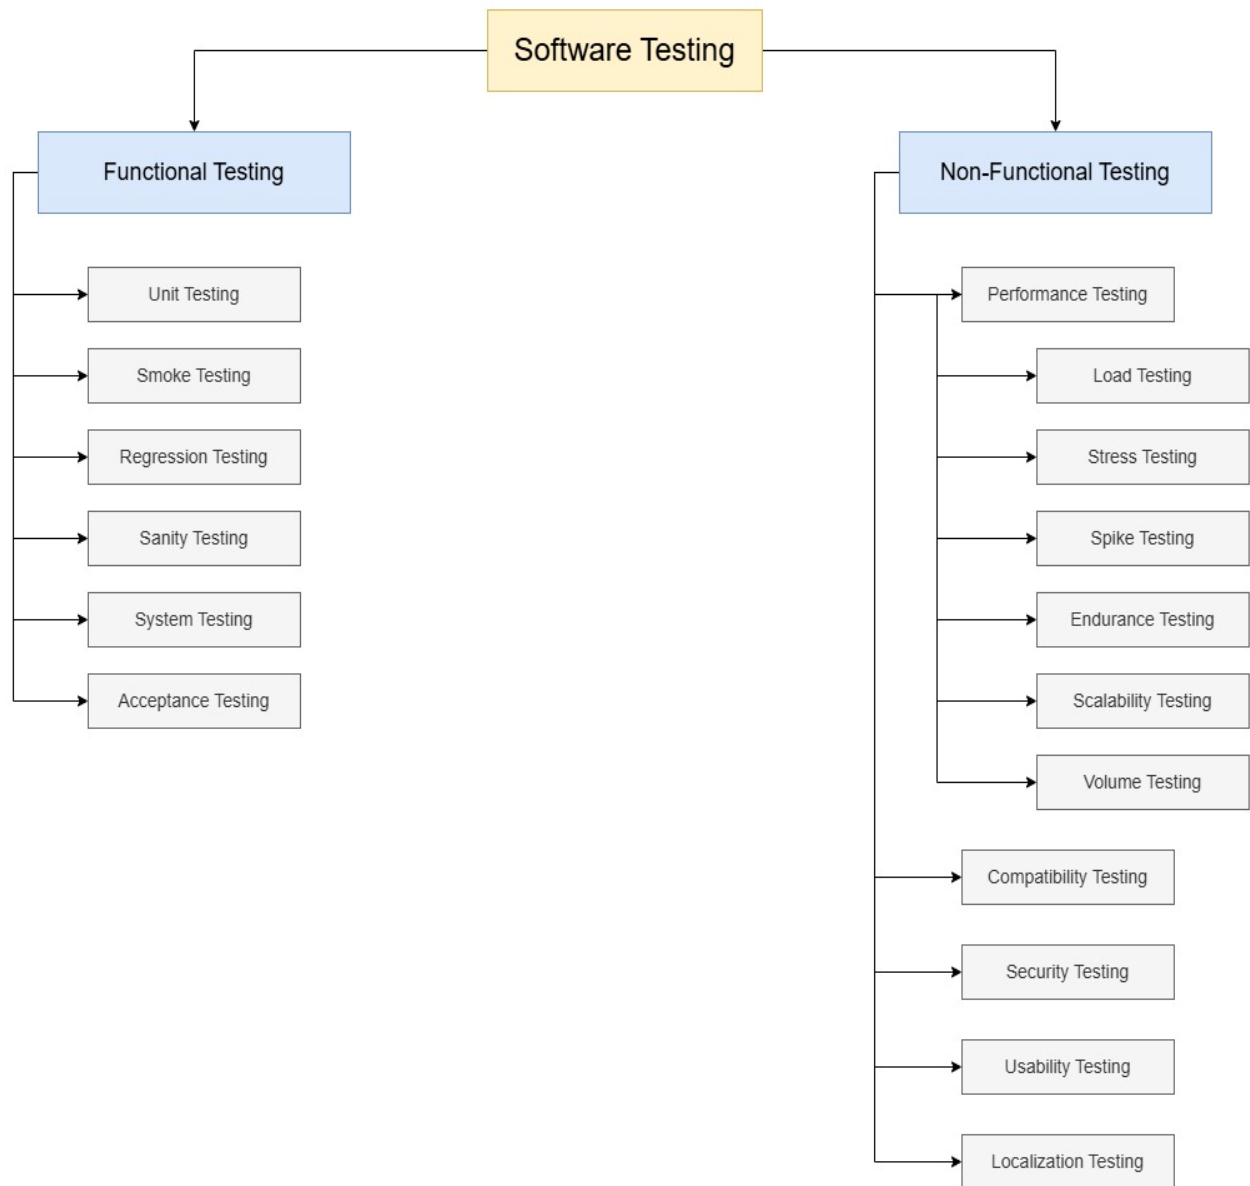 Software Testing
Functional Testing
Unit Testing
Smoke Testing
Regression Testing
Sanity Testing
System Testing
Acceptance Testing
Non-Functional Testing
Performance Testing
Load Testing
Stress Testing
Spike Testing
Endurance Testing
Scalability Testing
Volume Testing
Compatibility Testing
Security Testing
Usability Testing
Localization Testing